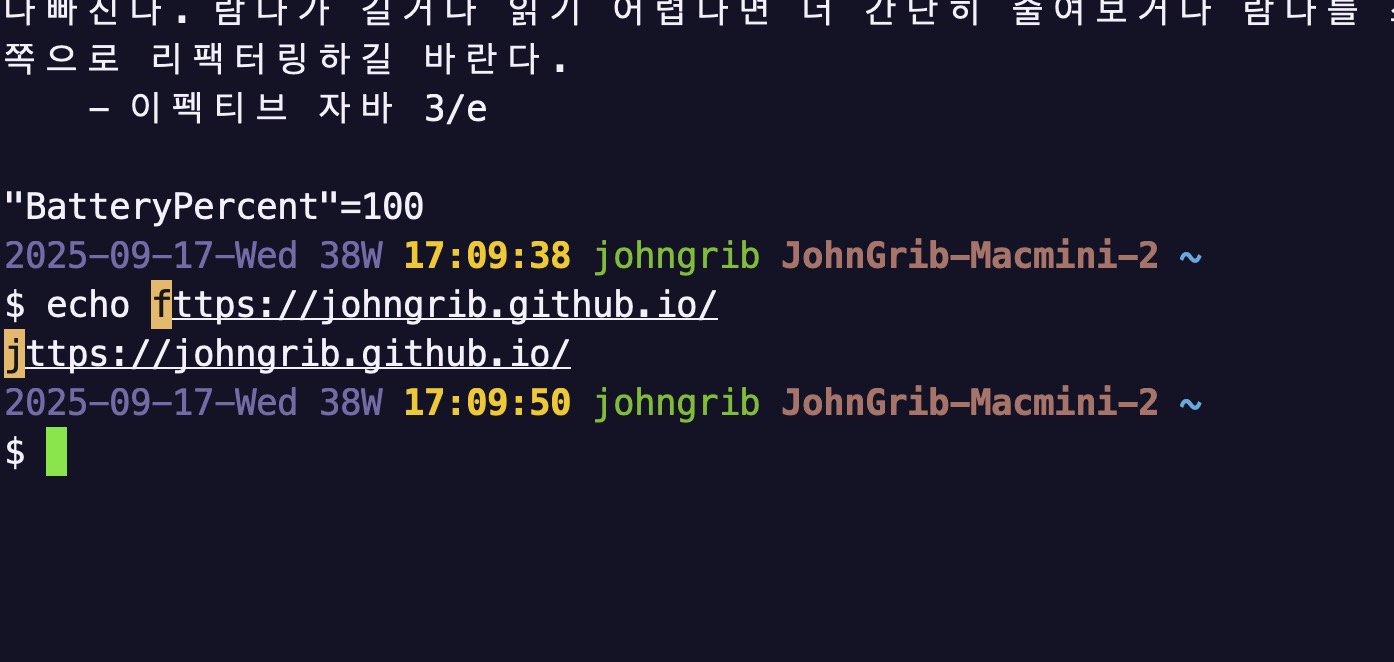 나빠진다. 람다가 길거나 읽기 어렵다면 더 간단히 줄여보거나 람다를
쪽으로 리팩터링하길 바란다.
– 이펙티브 자바 3/e
"BatteryPercent"=100
2025-09-17-Wed 38W 17:09:38 johngrib JohnGrib-Macmini-2 ~
$ echo fttps://johngrib.github.io/
jttps://johngrib.github.io/
2025-09-17-Wed 38W 17:09:50 johngrib JohnGrib-Macmini-2 ~
$